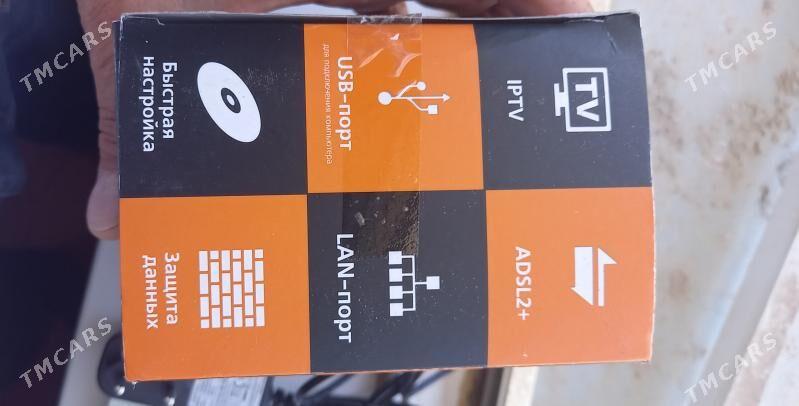 TV
IPTV
ADSL2+
USB-порт
для подключения компьютера
LAN-порт
Быстрая
настройка
Защита
данных
TMCARS
TMCARS
TMCARS
TMCARS
TMCARS